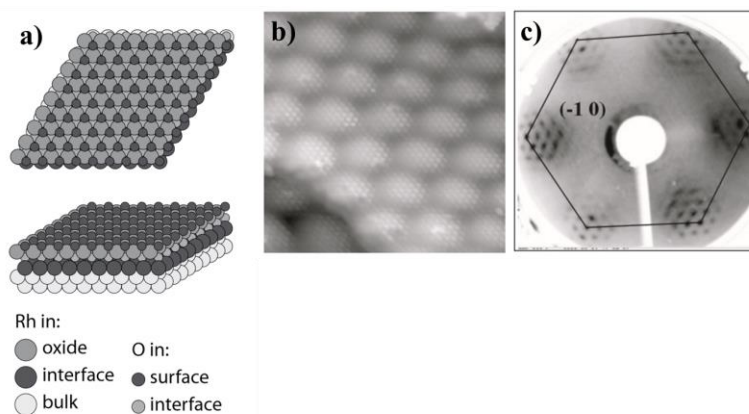 a)
b)
c)
(-1 0)
Rh in:
oxide
interface
bulk
O in:
surface
interface